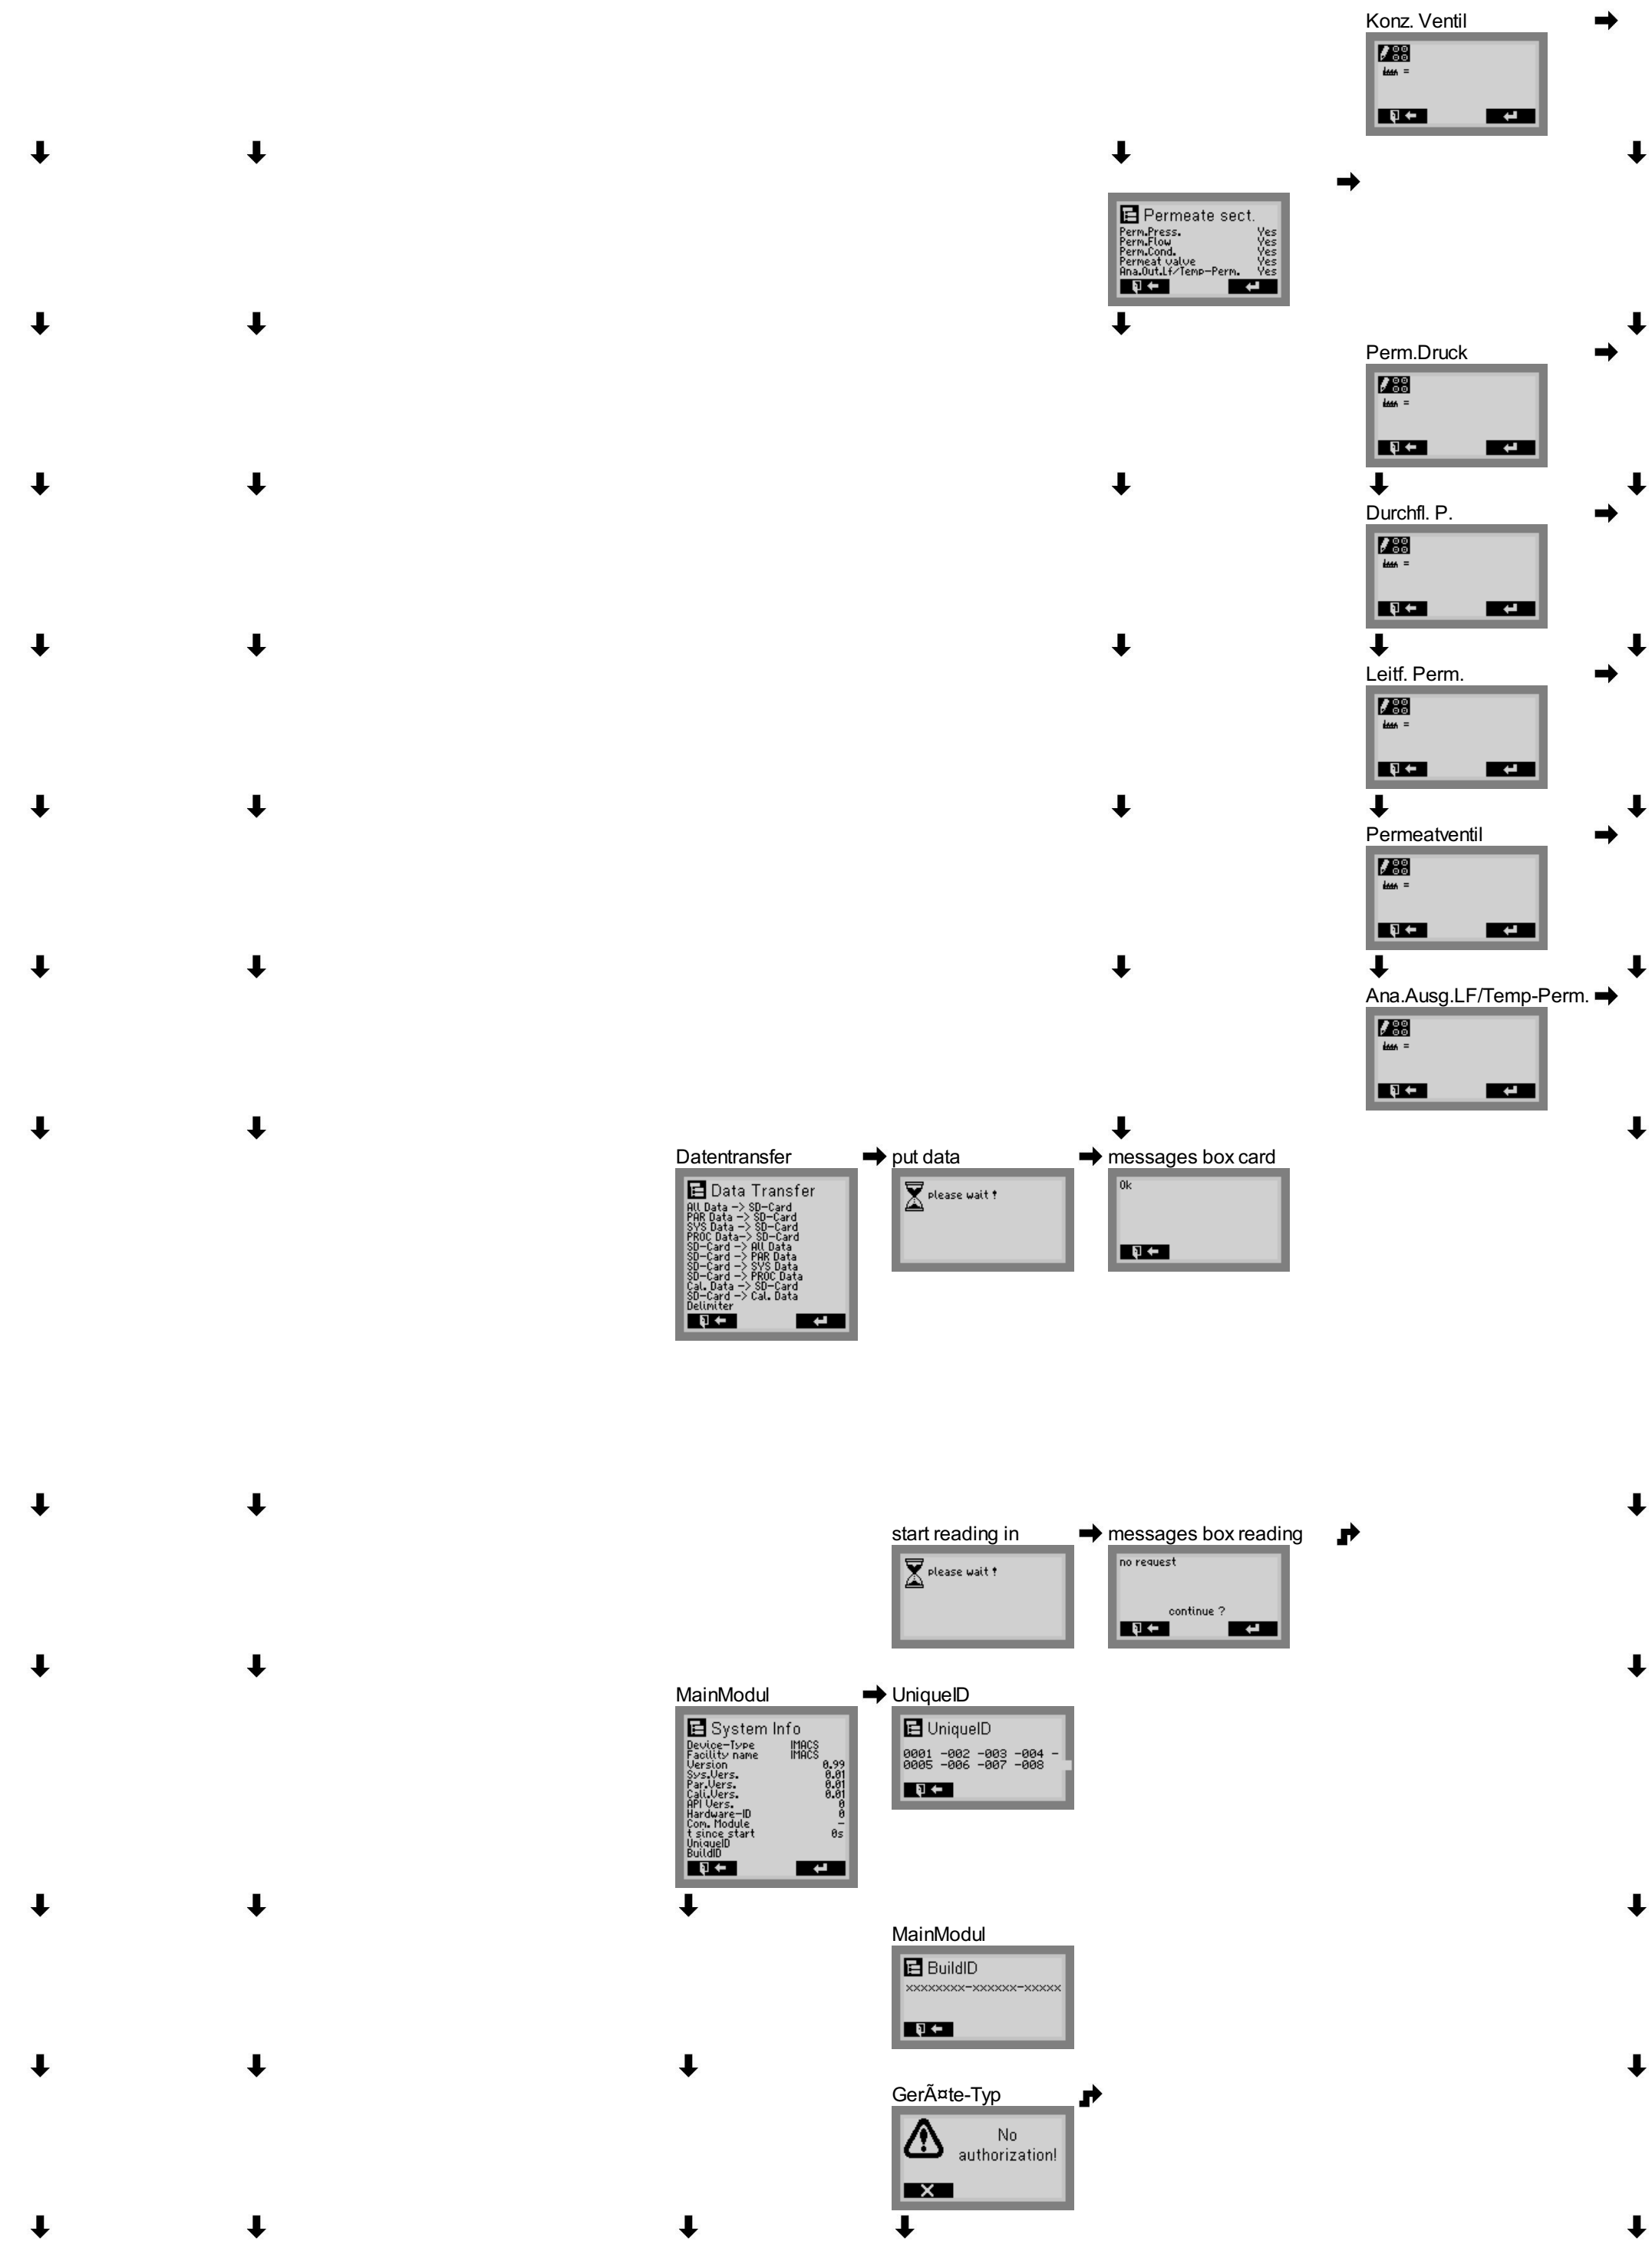 Konz. Ventil
=
Permeate sect.
Perm.Press. Yes
Perm.Flow Yes
Perm.Cond. Yes
Permeat valve Yes
Ana.Out.Lf/Temp-Perm. Yes
Perm.Druck
=
Durchfl. P.
=
Leitf. Perm.
=
Permeatventil
=
Ana.Ausg.LF/Temp-Perm.
=
Datentransfer
Data Transfer
All Data -> SD-Card
PAR Data -> SD-Card
SYS Data -> SD-Card
PROC Data-> SD-Card
SD-Card -> All Data
SD-Card -> PAR Data
SD-Card -> SYS Data
SD-Card -> PROC Data
Cal. Data -> SD-Card
SD-Card -> Cal. Data
Delimiter
put data
please wait !
messages box card
Ok
start reading in
please wait !
messages box reading
no request
continue ?
MainModul
System Info
Device-Type IMACS
Facility name IMACS
Version 0.99
Sys.Vers. 0.01
Par.Vers. 0.01
Cali.Vers. 0.01
API Vers. 0
Hardware-ID 0
Com. Module -
t since start 0s
UniqueID
BuildID
UniqueID
UniqueID
0001 -002 -003 -004 -
0005 -006 -007 -008
MainModul
BuildID
xxxxxxxx-xxxxxx-xxxxx
GerÃ¤te-Typ
No
authorization!